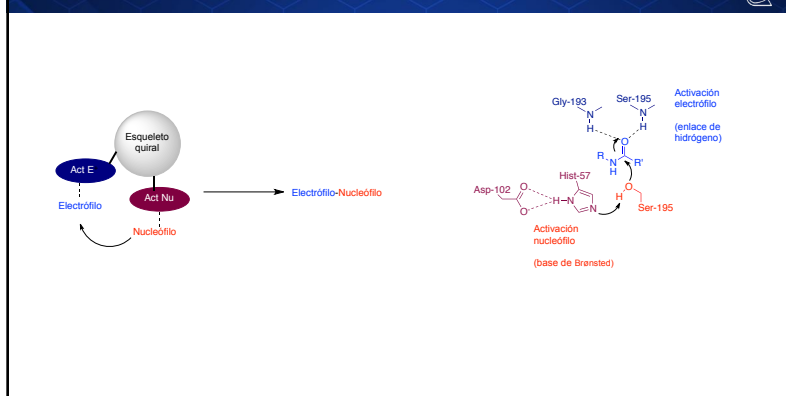 Esqueleto
quiral
Act E
Act Nu
Electrófilo
Nucleófilo
Electrófilo-Nucleófilo
Gly-193
Ser-195
N
H
N
H
O
R
N
H
R'
Activación
electrófilo
(enlace de
hidrógeno)
Asp-102
O
O-
Hist-57
H-N
N
H
O
Ser-195
Activación
nucleófilo
(base de Brønsted)